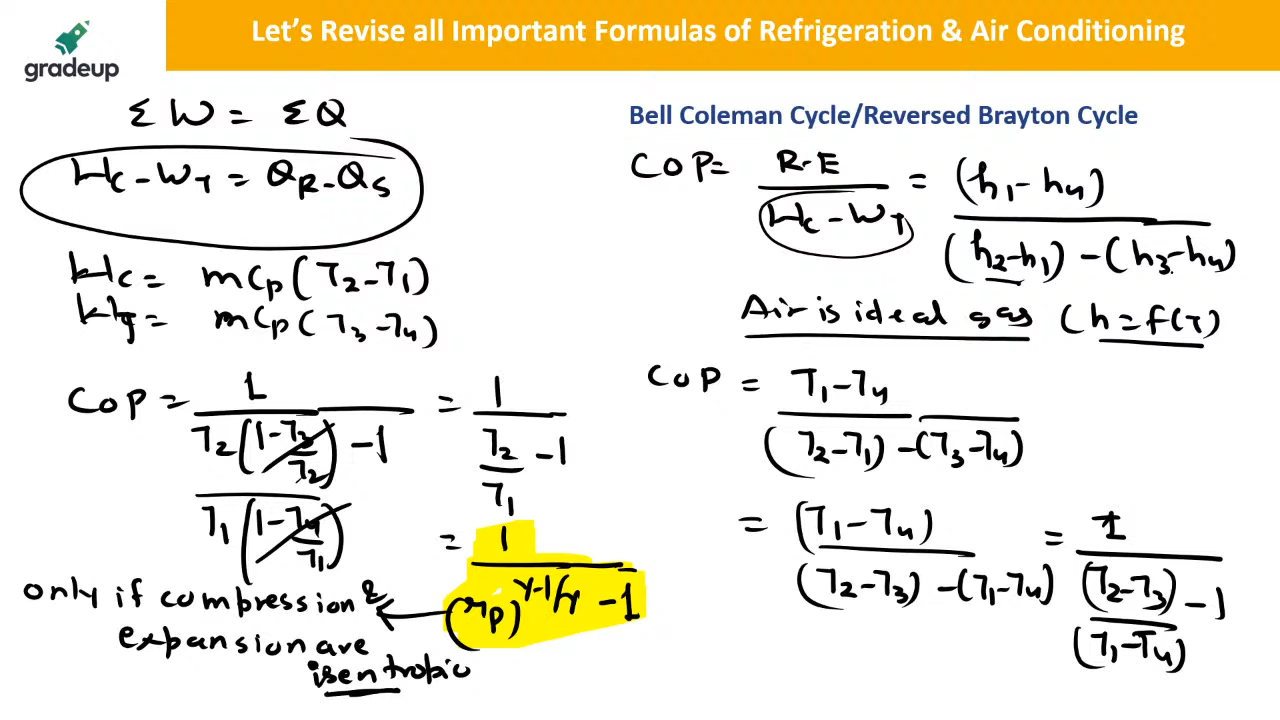 Let's Revise all Important Formulas of Refrigeration & Air Conditioning
gradeup
Σ W = Σ Q
Wc - WT = QR - QS
Wc = mCp (T2 - T1)
WT = mCp (T3 - T4)
COP = 1 / [T2 (1 - T3/T2) / T1 (1 - T4/T1) - 1] = 1 / [T2/T1 - 1]
= 1 / [(rp)^γ-1/γ - 1]
only if compression &
expansion are
isentropic
Bell Coleman Cycle/Reversed Brayton Cycle
COP = R.E / (Wc - WT) = (h1 - h4) / [(h2 - h1) - (h3 - h4)]
Air is ideal gas (h = f(T)
COP = T1 - T4 / [(T2 - T1) - (T3 - T4)]
= (T1 - T4) / [(T2 - T3) - (T1 - T4)] = 1 / [(T2 - T3) / (T1 - T4) - 1]